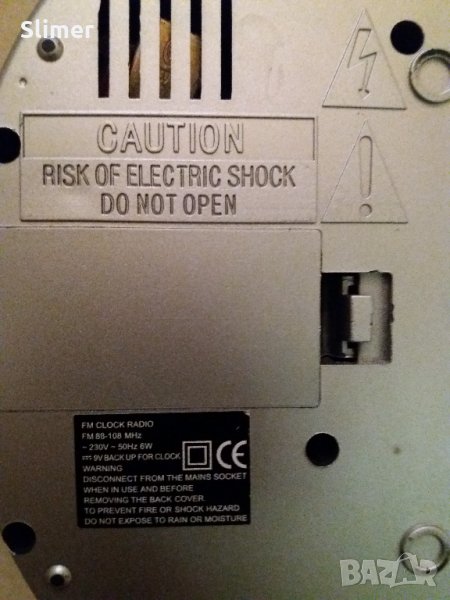 Slimer
CAUTION
RISK OF ELECTRIC SHOCK
DO NOT OPEN
FM CLOCK RADIO
FM 88-108 MHz
~ 230V ~ 50Hz 6W
⎓ 9V BACK UP FOR CLOCK
CE
WARNING
DISCONNECT FROM THE MAINS SOCKET
WHEN IN USE AND BEFORE
REMOVING THE BACK COVER.
TO PREVENT FIRE OR SHOCK HAZARD
DO NOT EXPOSE TO RAIN OR MOISTURE
BAZAR